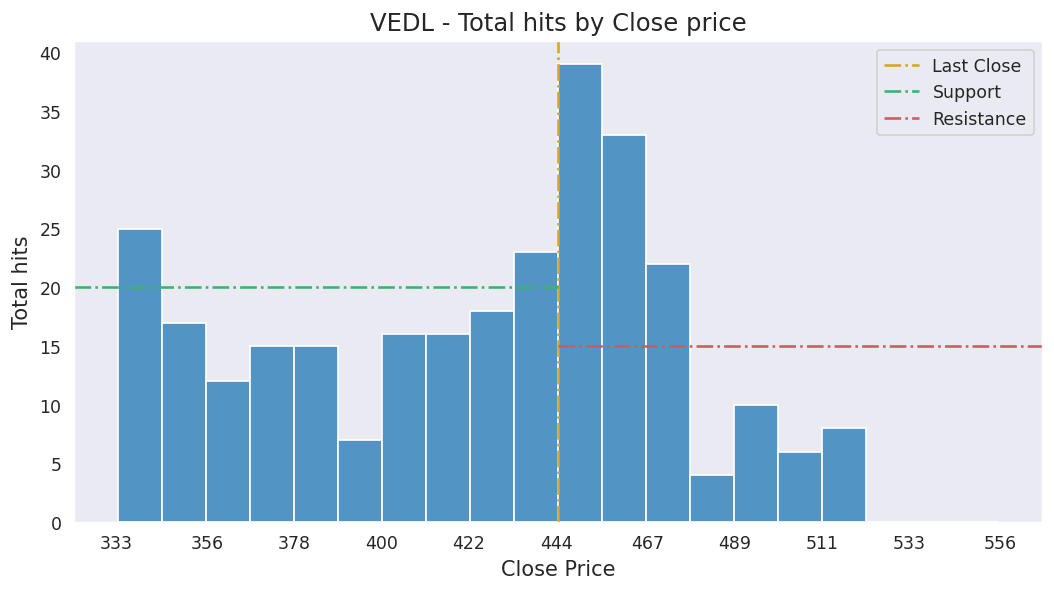 VEDL - Total hits by Close price
Last Close
Support
Resistance
Total hits
40
35
30
25
20
15
10
5
0
333 356 378 400 422 444 467 489 511 533 556
Close Price